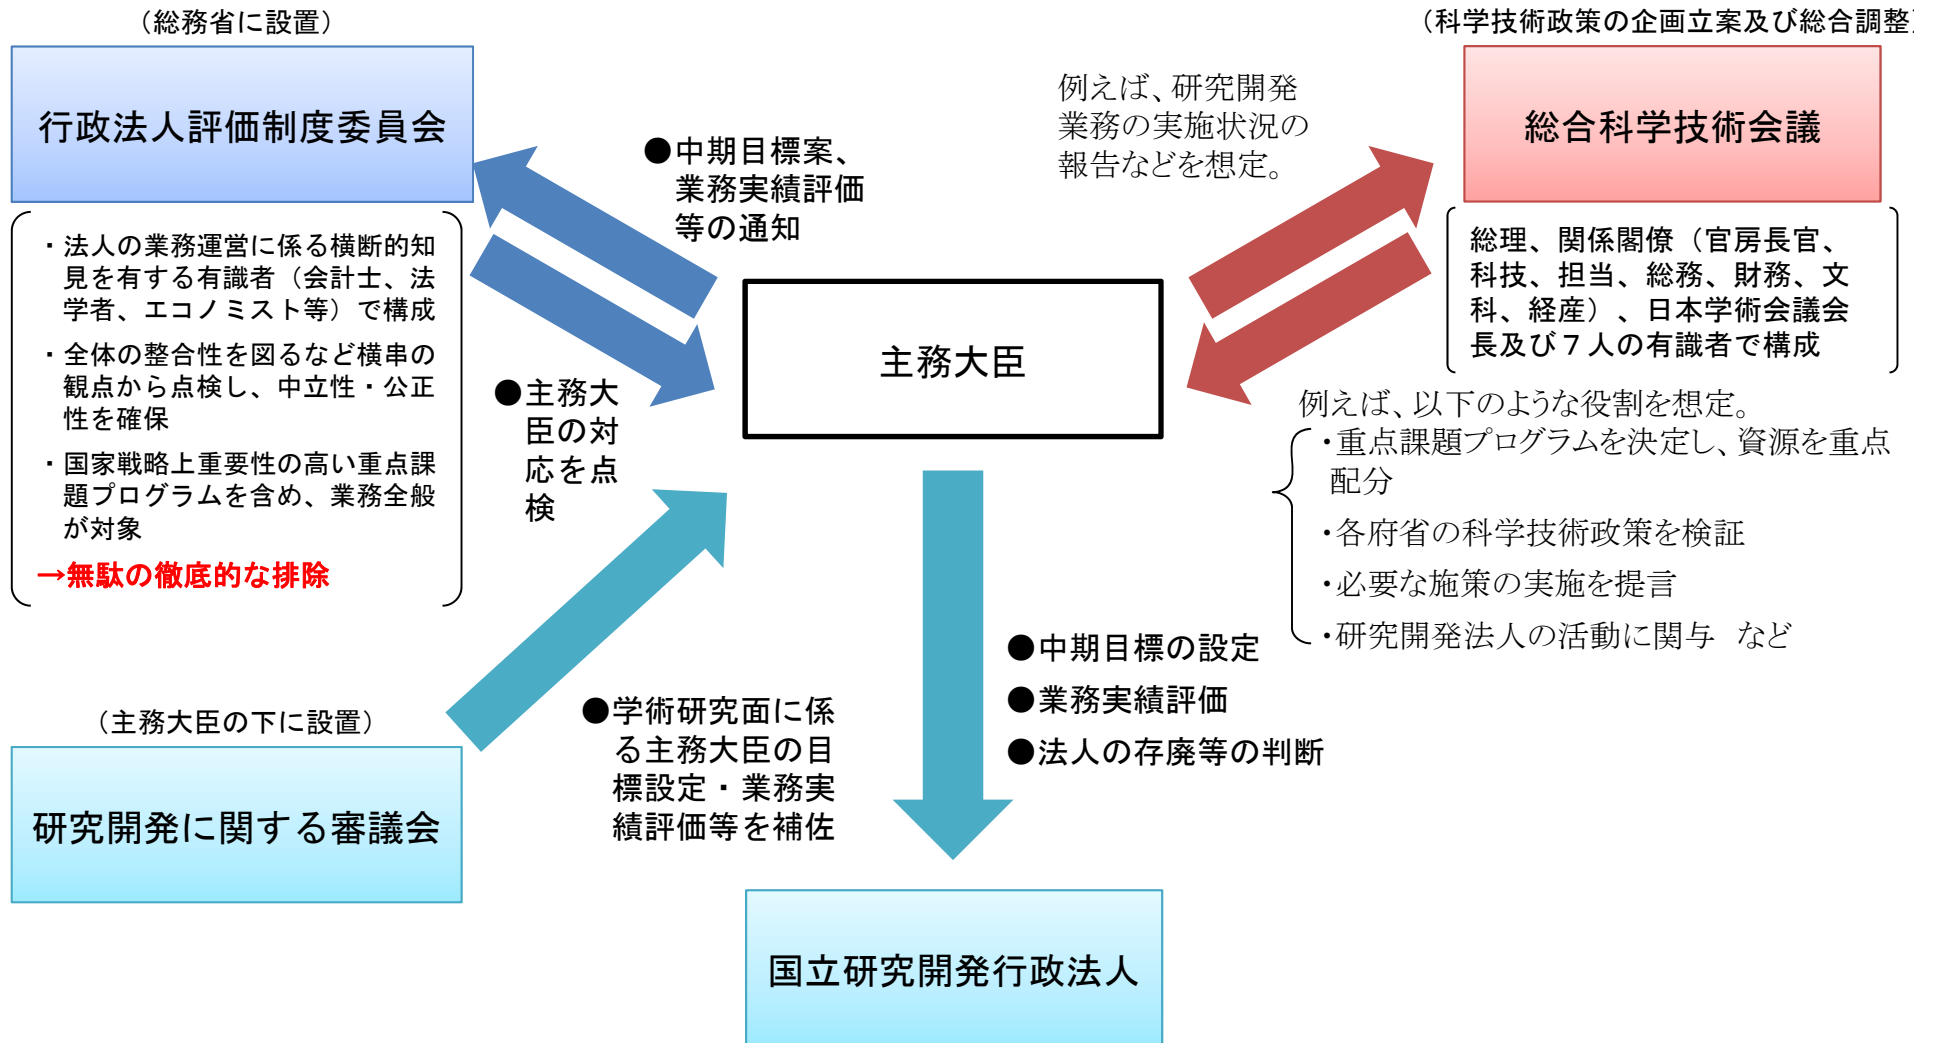 （総務省に設置）
行政法人評価制度委員会
・法人の業務運営に係る横断的知
見を有する有識者（会計士、法
学者、エコノミスト等）で構成
・全体の整合性を図るなど横串の
観点から点検し、中立性・公正
性を確保
・国家戦略上重要性の高い重点課
題プログラムを含め、業務全般
が対象
→無駄の徹底的な排除
●中期目標案、
業務実績評価
等の通知
●主務大
臣の対
応を点
検
主務大臣
（科学技術政策の企画立案及び総合調整）
総合科学技術会議
例えば、研究開発
業務の実施状況の
報告などを想定。
総理、関係閣僚（官房長官、
科技、担当、総務、財務、文
科、経産）、日本学術会議会
長及び７人の有識者で構成
例えば、以下のような役割を想定。
・重点課題プログラムを決定し、資源を重点
配分
・各府省の科学技術政策を検証
・必要な施策の実施を提言
・研究開発法人の活動に関与　など
（主務大臣の下に設置）
研究開発に関する審議会
●学術研究面に係
る主務大臣の目
標設定・業務実
績評価等を補佐
●中期目標の設定
●業務実績評価
●法人の存廃等の判断
国立研究開発行政法人